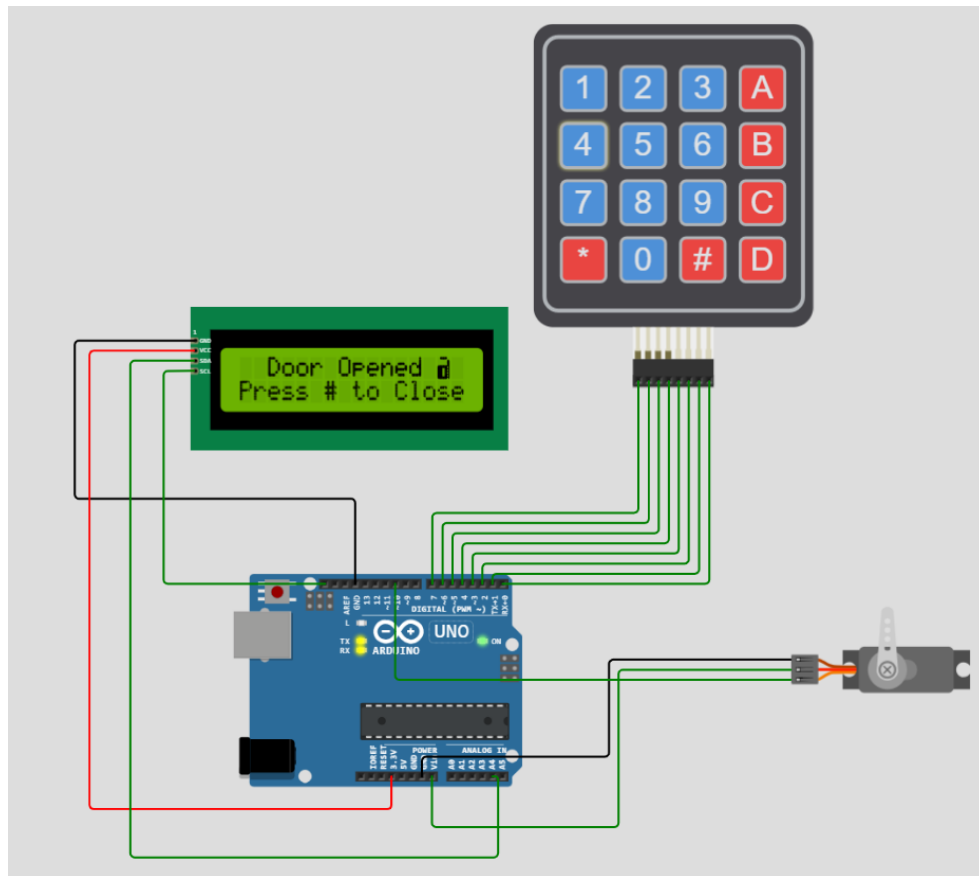 1 2 3 A
4 5 6 B
7 8 9 C
* 0 # D
1
GND
VCC
SDA
SCL
Door Opened
Press # to Close
AREF
GND
13
12
~11
~10
~9
8
7
~6
~5
4
~3
2
TX→1
RX←0
DIGITAL (PWM ~)
L
TX
RX
UNO
ON
ARDUINO
POWER
ANALOG IN
IOREF
RESET
3.3V
5V
GND
A0
A1
A2
A3
A4
A5